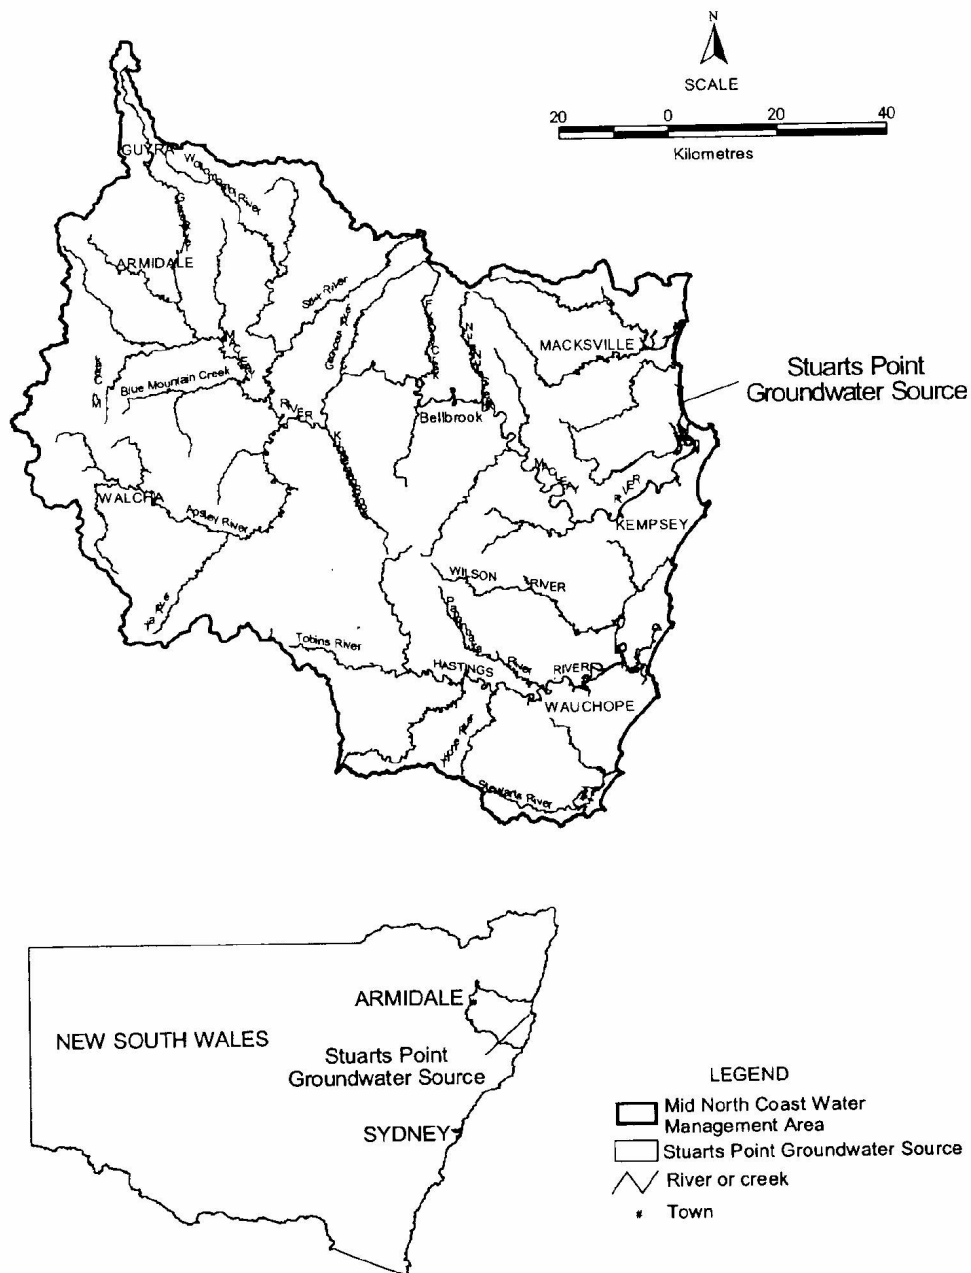 N
SCALE
20 0 20 40
Kilometres
GUYRA
Wollomombi River
ARMIDALE
Styx River
MACKSVILLE
Stuarts Point
Groundwater Source
MACLEAY
Blue Mountain Creek
RIVER
Bellbrook
MACLEAY
RIVER
WALCHA
Apsley River
KEMPSEY
WILSON RIVER
Tobins River
River
HASTINGS
RIVER
WAUCHOPE
Stewarts River
ARMIDALE
NEW SOUTH WALES
Stuarts Point
Groundwater Source
SYDNEY
LEGEND
Mid North Coast Water
Management Area
Stuarts Point Groundwater Source
River or creek
Town